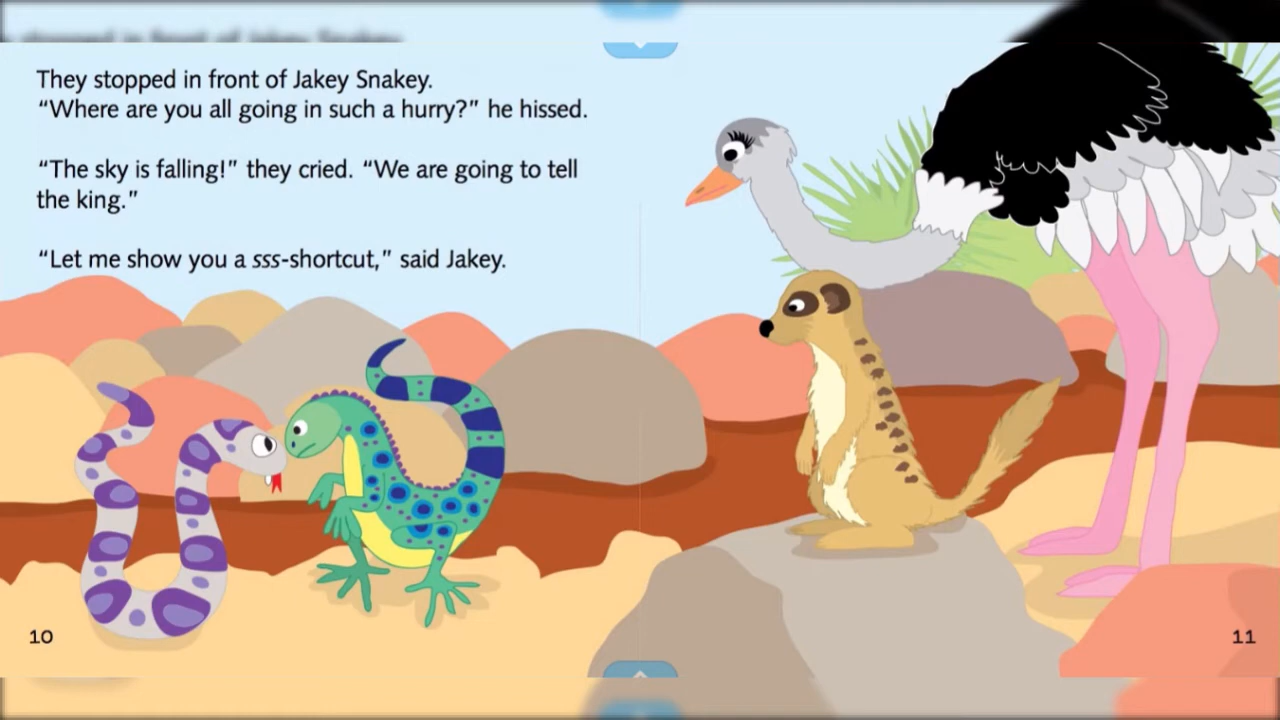 They stopped in front of Jakey Snakey.
“Where are you all going in such a hurry?” he hissed.
“The sky is falling!” they cried. “We are going to tell
the king.”
“Let me show you a sss-shortcut,” said Jakey.
10
11